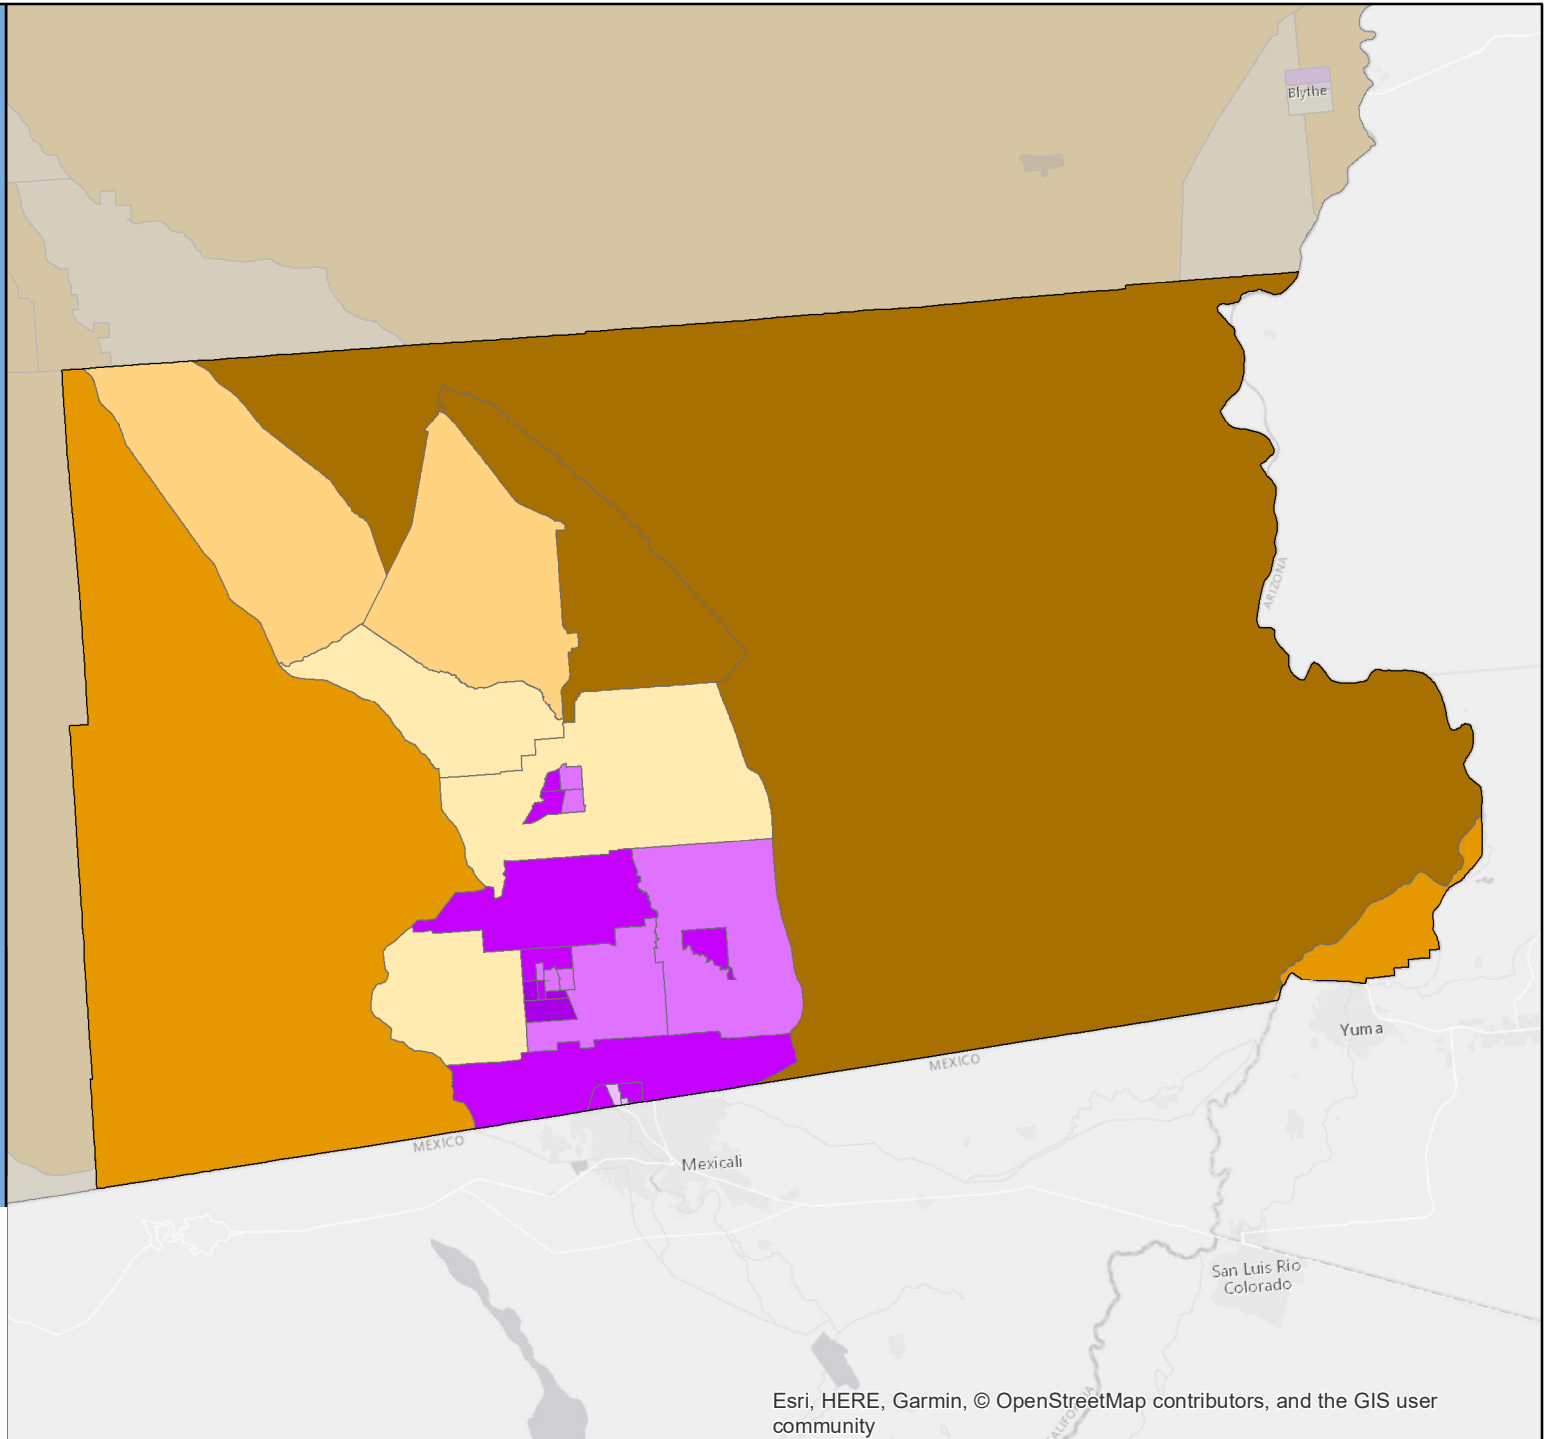 Blythe
ARIZONA
Yuma
MEXICO
MEXICO
Mexicali
San Luis Rio
Colorado
Esri, HERE, Garmin, © OpenStreetMap contributors, and the GIS user
community